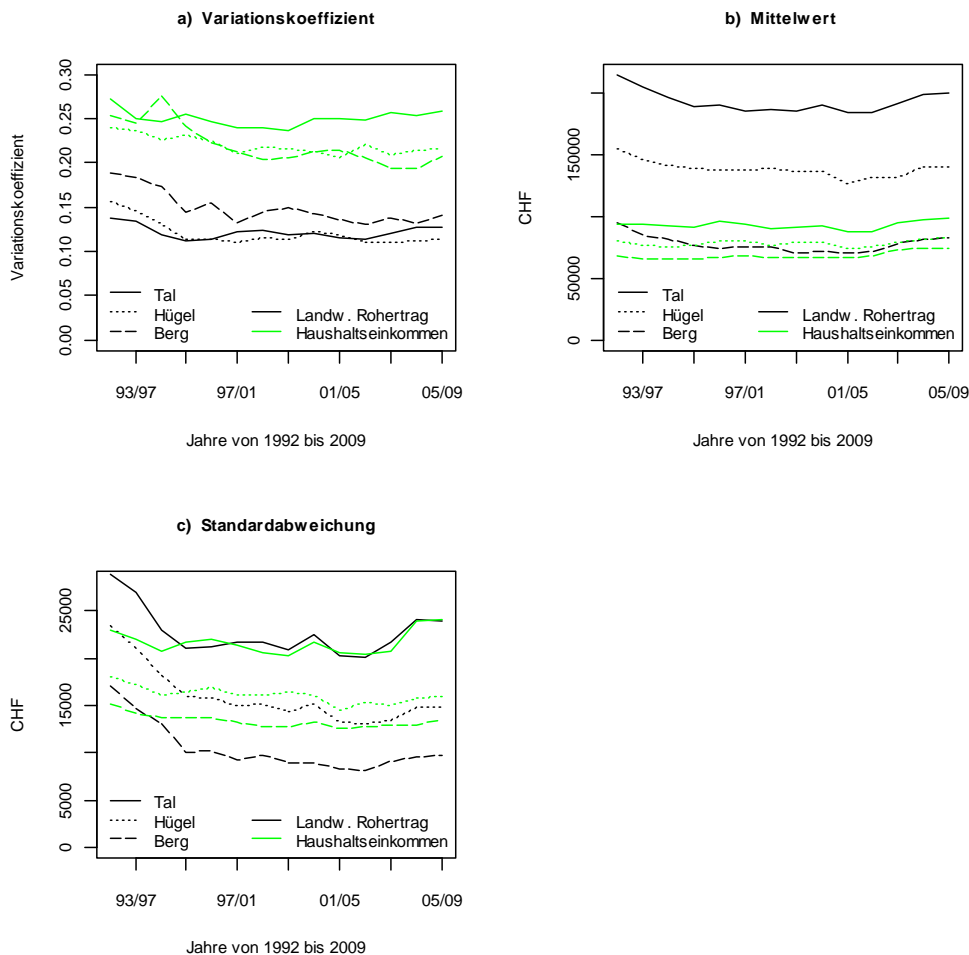 a) Variationskoeffizient
0.30
0.25
0.20
0.15
0.10
0.05
0.00
Variationskoeffizient
Tal
Hügel
Berg
Landw. Rohertrag
Haushaltseinkommen
93/97 97/01 01/05 05/09
Jahre von 1992 bis 2009
b) Mittelwert
150000
50000
0
CHF
Tal
Hügel
Berg
Landw. Rohertrag
Haushaltseinkommen
93/97 97/01 01/05 05/09
Jahre von 1992 bis 2009
c) Standardabweichung
25000
15000
5000
0
CHF
Tal
Hügel
Berg
Landw. Rohertrag
Haushaltseinkommen
93/97 97/01 01/05 05/09
Jahre von 1992 bis 2009